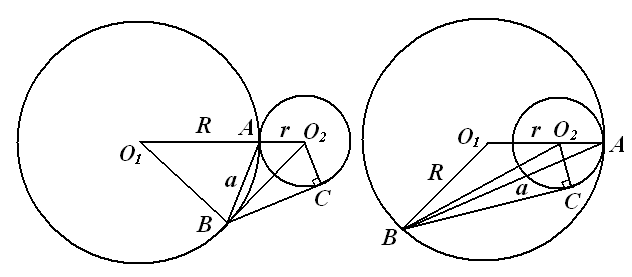 R A r O₂
O₁
a
B C
O₁ r O₂ A
R a
C
B